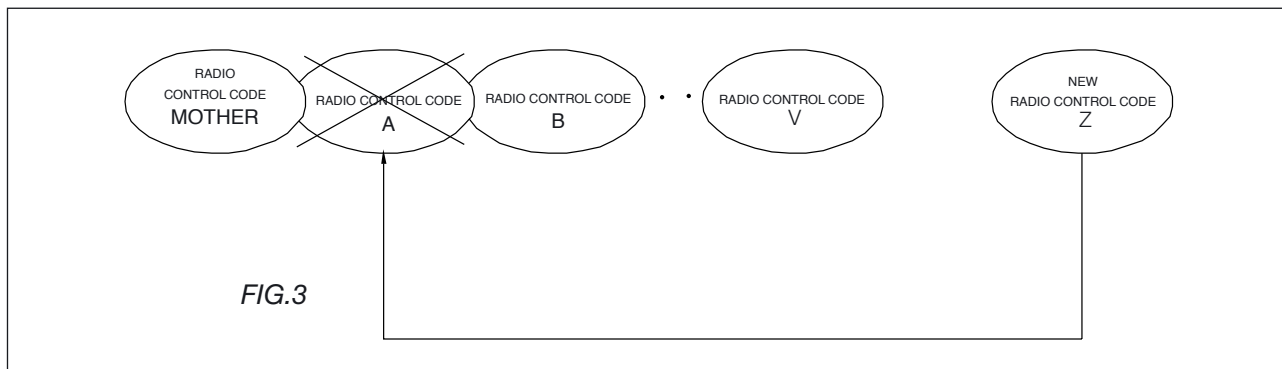 RADIO
CONTROL CODE
MOTHER
RADIO CONTROL CODE
A
RADIO CONTROL CODE
B
RADIO CONTROL CODE
V
NEW
RADIO CONTROL CODE
Z
FIG.3